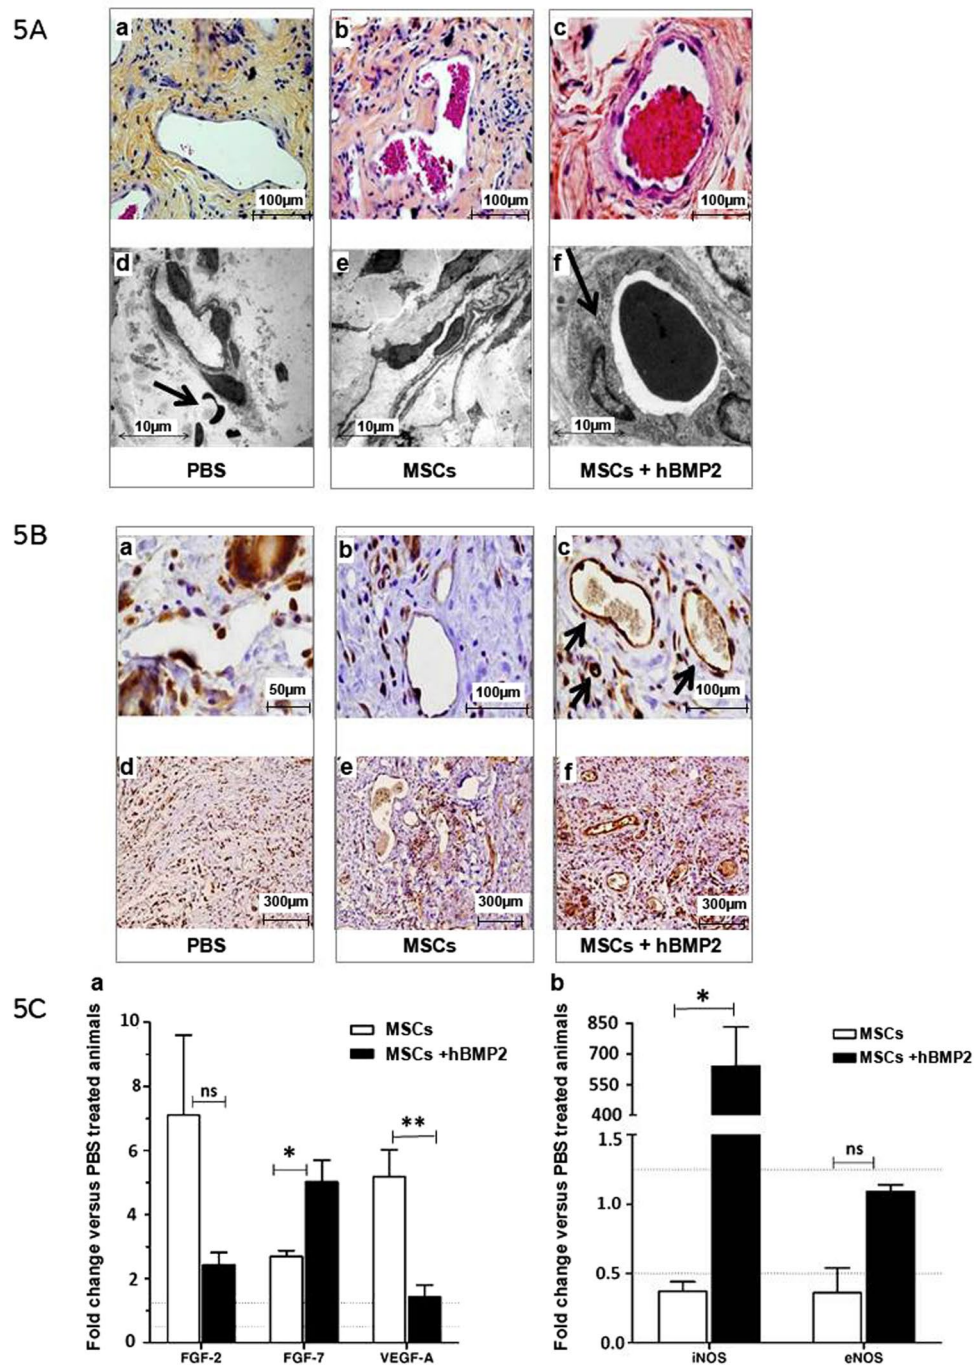 5A
a
b
c
100µm
100µm
100µm
d
e
f
10µm
10µm
10µm
PBS
MSCs
MSCs + hBMP2
5B
a
b
c
50µm
100µm
100µm
d
e
f
300µm
300µm
300µm
PBS
MSCs
MSCs + hBMP2
5C
a
Fold change versus PBS treated animals
10
8
6
4
2
0
ns
*
**
MSCs
MSCs +hBMP2
FGF-2
FGF-7
VEGF-A
b
Fold change versus PBS treated animals
850
700
550
400
1.5
1.0
0.5
0.0
*
ns
MSCs
MSCs +hBMP2
iNOS
eNOS